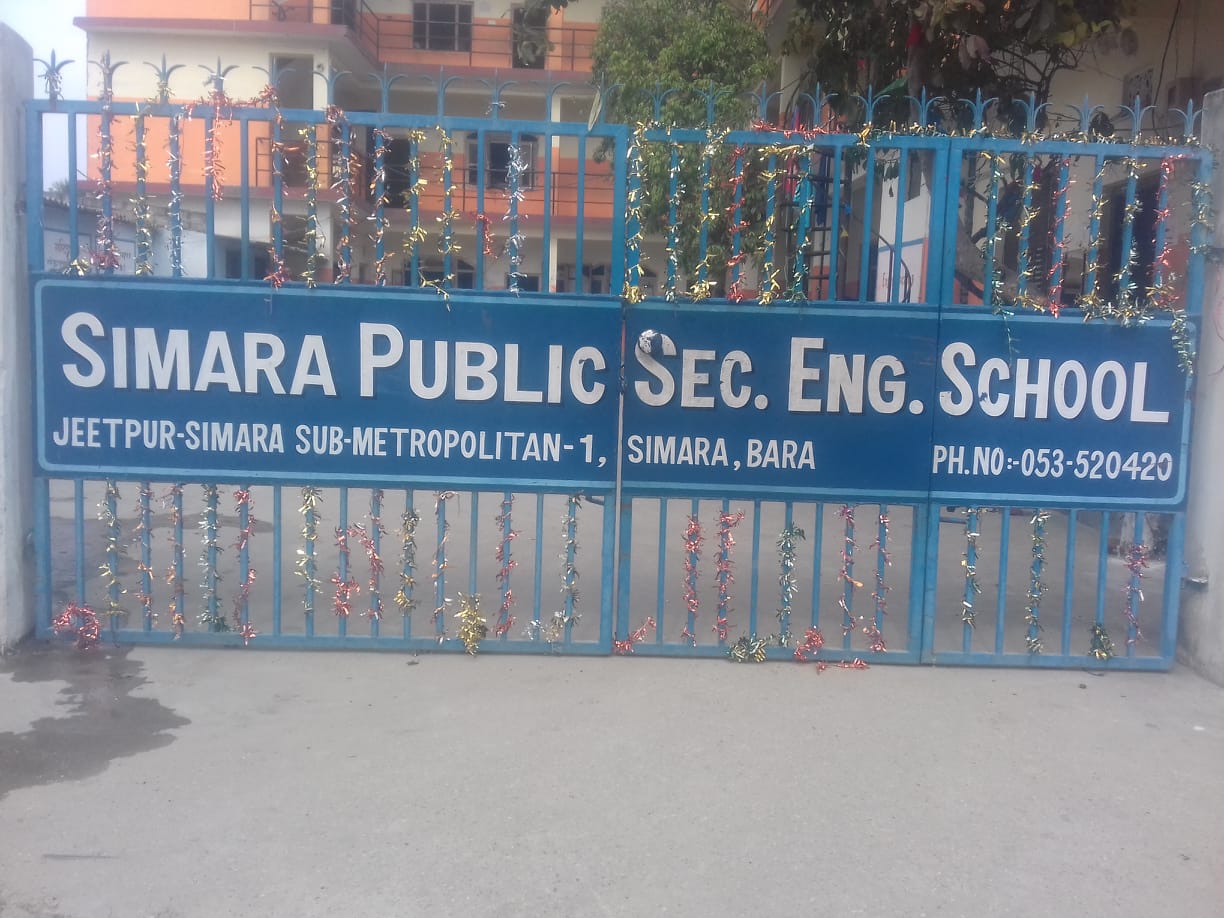 SIMARA PUBLIC SEC. ENG. SCHOOL
JEETPUR-SIMARA SUB-METROPOLITAN-1, SIMARA, BARA PH.NO:-053-520420